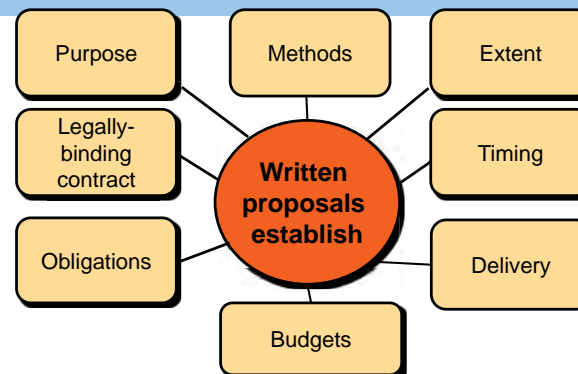 Purpose
Methods
Extent
Legally-
binding
contract
Written
proposals
establish
Timing
Obligations
Delivery
Budgets